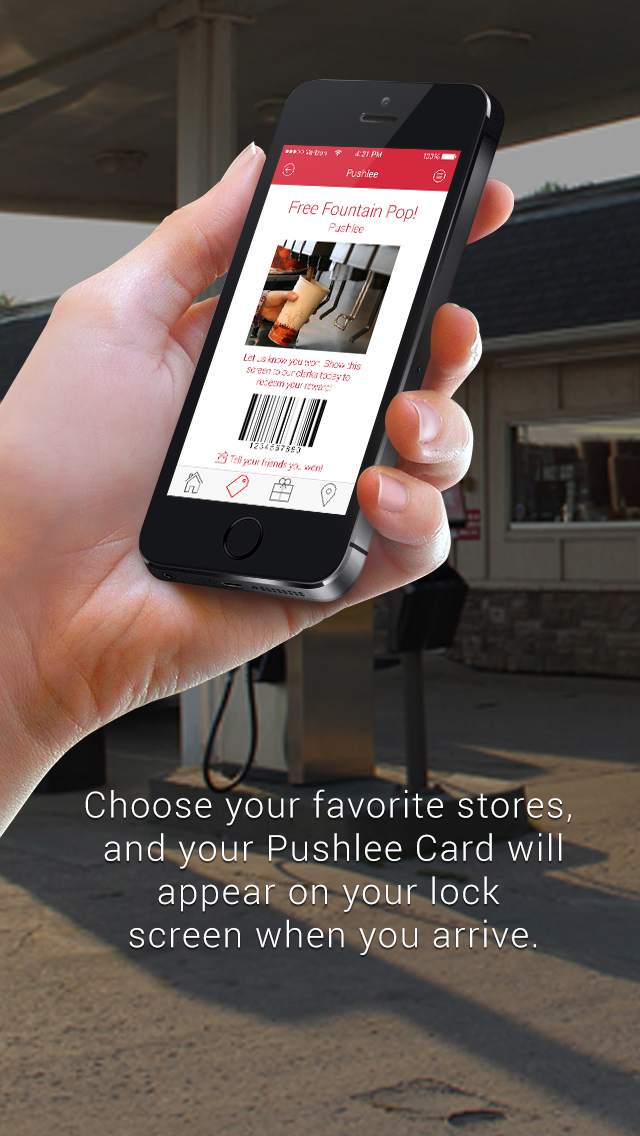 Verizon 4:21 PM 100%
Pushlee
Free Fountain Pop!
Pushlee
Let us know you won. Show this
screen to our clerks today to
redeem your reward!
1234567890
Tell your friends you won!
Choose your favorite stores,
and your Pushlee Card will
appear on your lock
screen when you arrive.